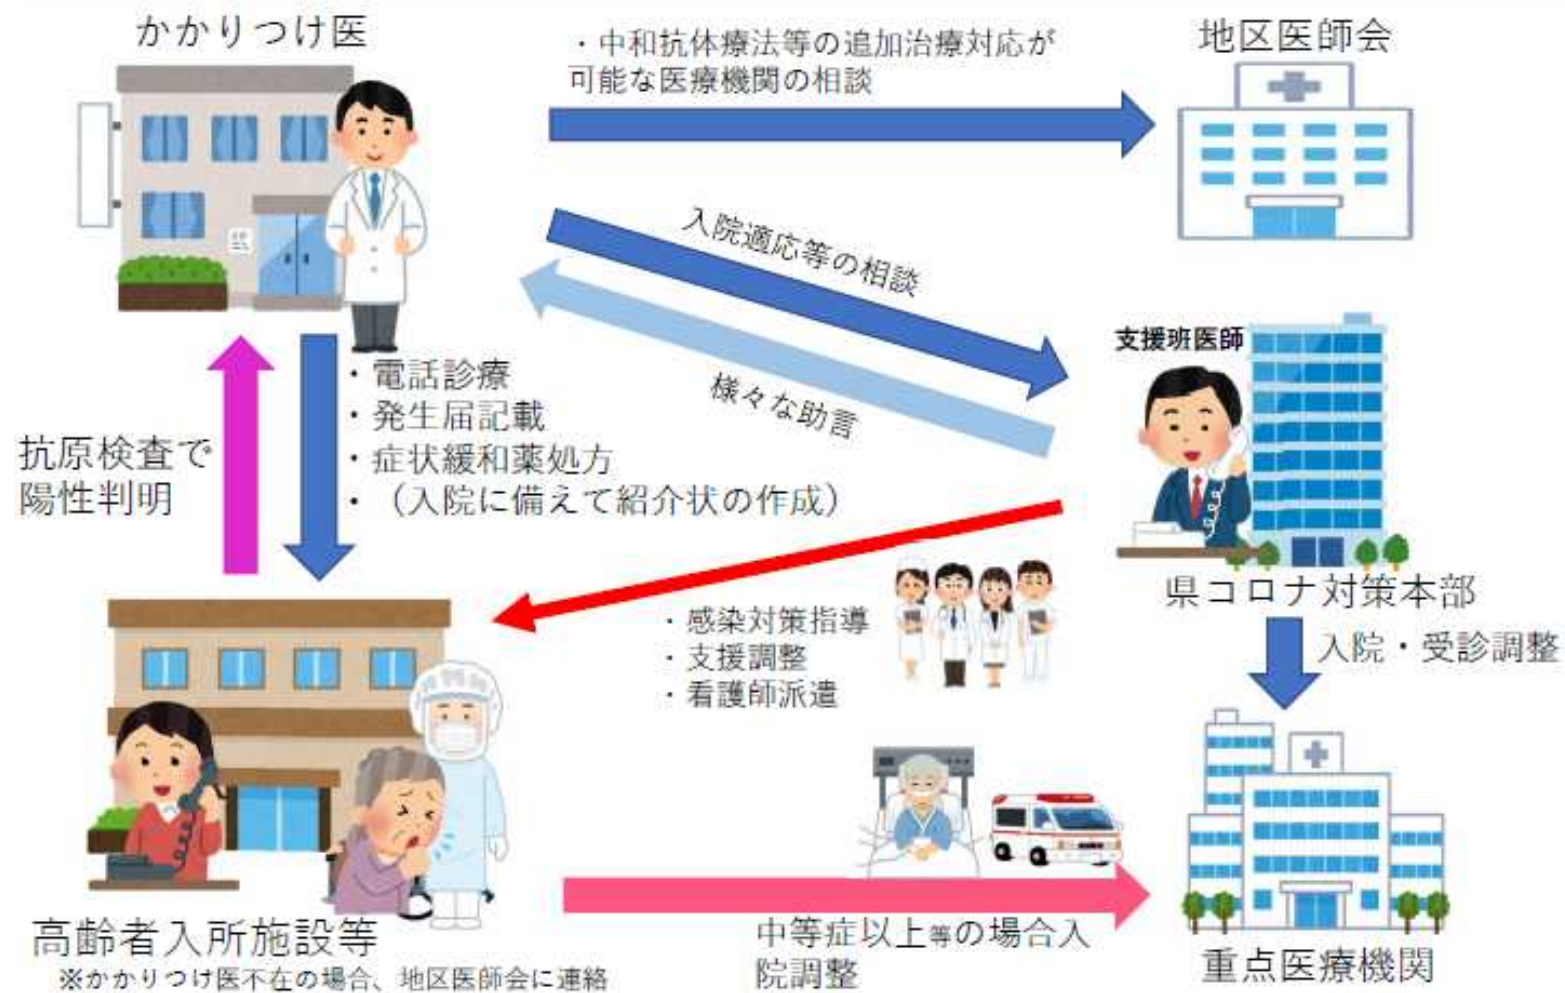 かかりつけ医
・中和抗体療法等の追加治療対応が
可能な医療機関の相談
地区医師会
入院適応等の相談
様々な助言
支援班医師
県コロナ対策本部
抗原検査で
陽性判明
・電話診療
・発生届記載
・症状緩和薬処方
・（入院に備えて紹介状の作成）
・感染対策指導
・支援調整
・看護師派遣
入院・受診調整
高齢者入所施設等
※かかりつけ医不在の場合、地区医師会に連絡
中等症以上等の場合入
院調整
重点医療機関